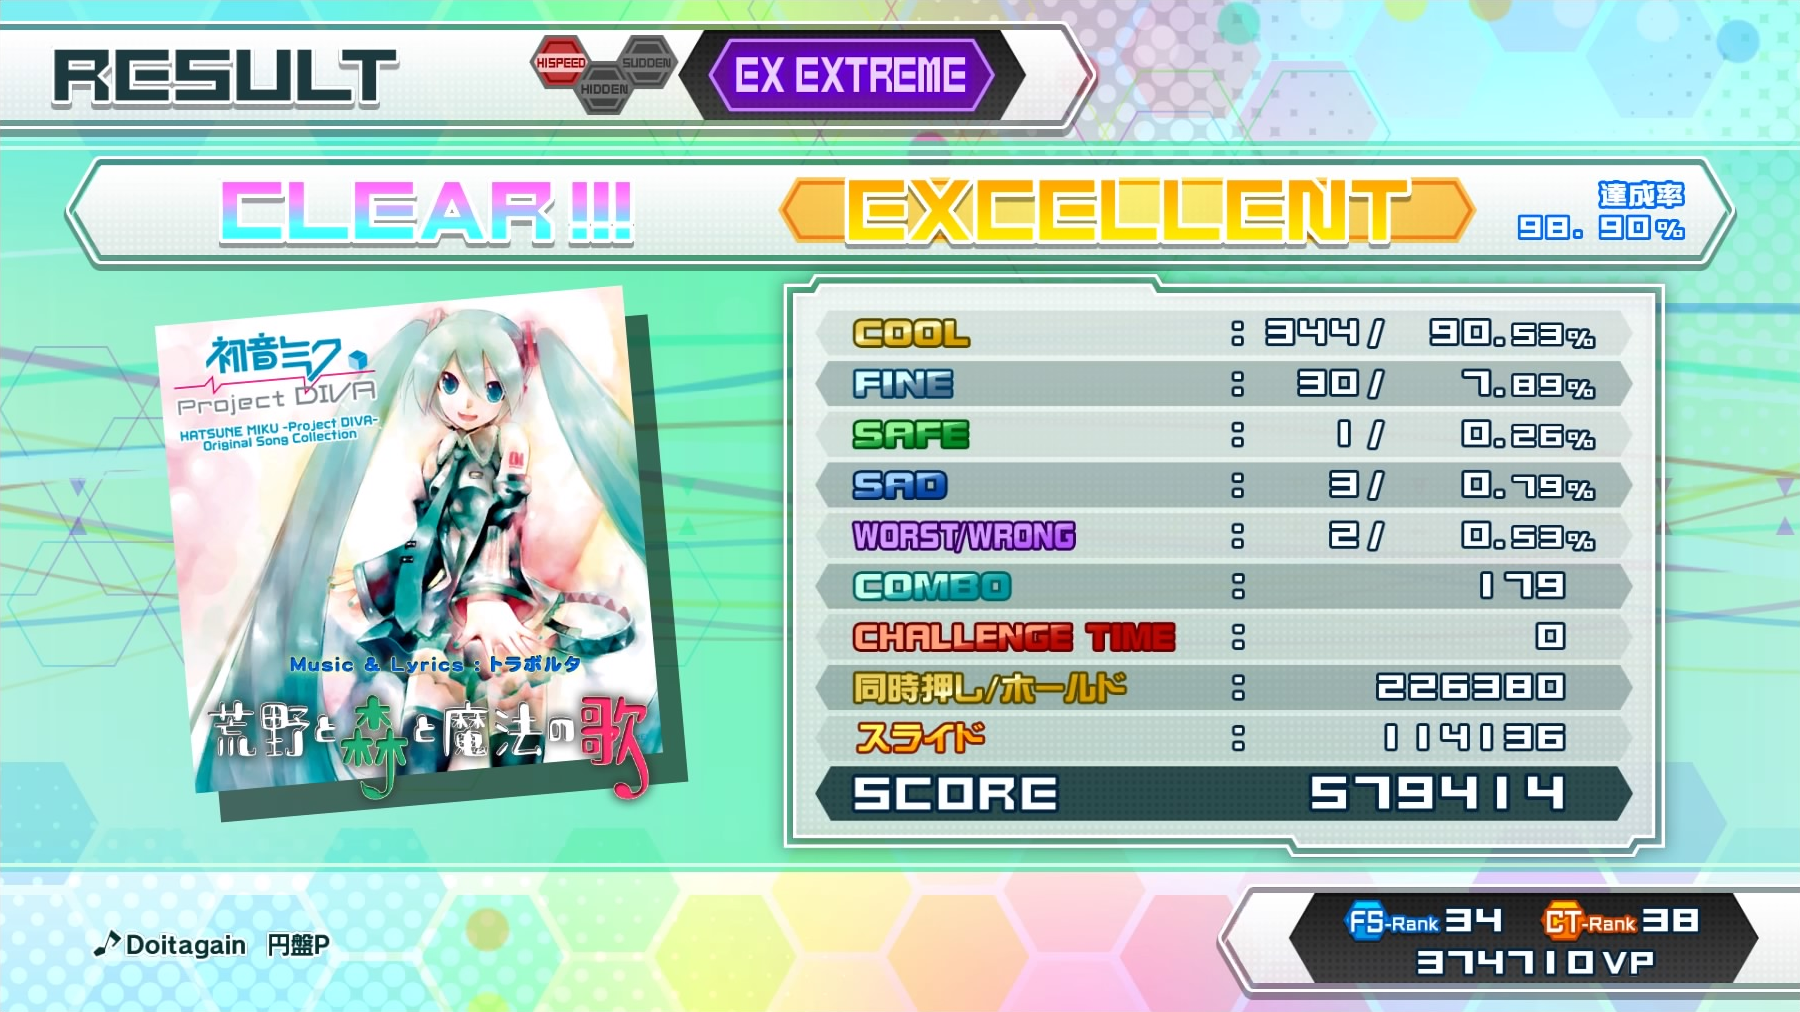 RESULT
HISPEED
HIDDEN
SUDDEN
EX EXTREME
CLEAR!!!
EXCELLENT
達成率
98.90%
初音ミク
Project DIVA
HATSUNE MIKU -Project DIVA-
Original Song Collection
01
Music & Lyrics : トラボルタ
荒野と森と魔法の歌
COOL : 344/ 90.53%
FINE : 30/ 7.89%
SAFE : 1/ 0.26%
SAD : 3/ 0.79%
WORST/WRONG : 2/ 0.53%
COMBO : 179
CHALLENGE TIME : 0
同時押し/ホールド : 226380
スライド : 114136
SCORE 579414
♪Doitagain 円盤P
FS-Rank 34 CT-Rank 38
374710VP